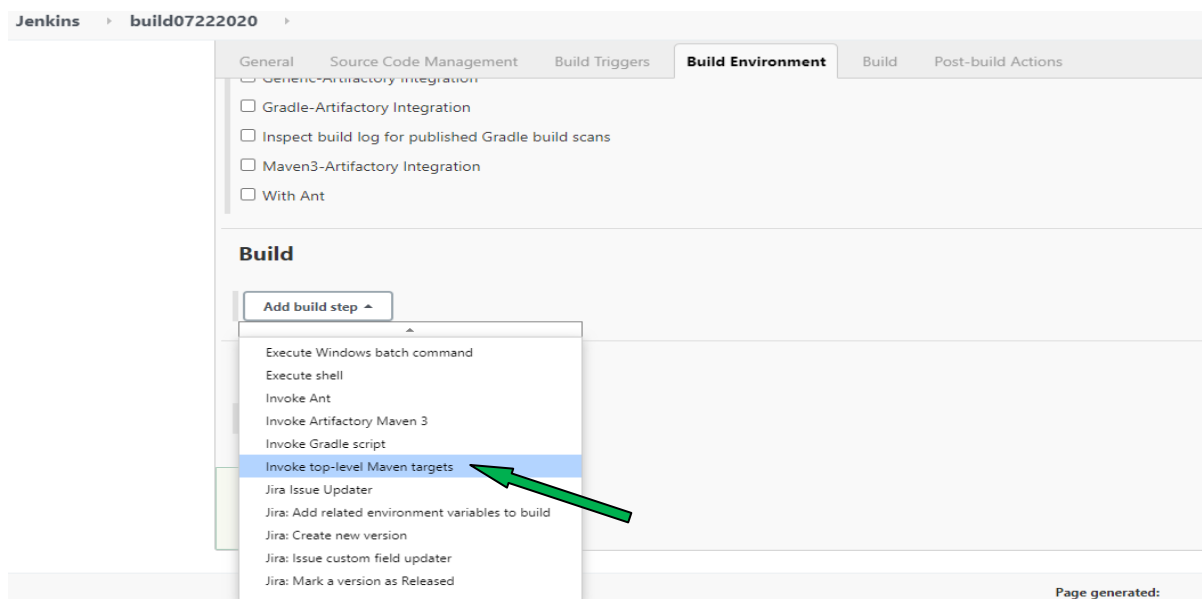 Jenkins build07222020
General Source Code Management Build Triggers Build Environment Build Post-build Actions
Generic-Artifactory Integration
Gradle-Artifactory Integration
Inspect build log for published Gradle build scans
Maven3-Artifactory Integration
With Ant
Build
Add build step
Execute Windows batch command
Execute shell
Invoke Ant
Invoke Artifactory Maven 3
Invoke Gradle script
Invoke top-level Maven targets
Jira Issue Updater
Jira: Add related environment variables to build
Jira: Create new version
Jira: Issue custom field updater
Jira: Mark a version as Released
Page generated: